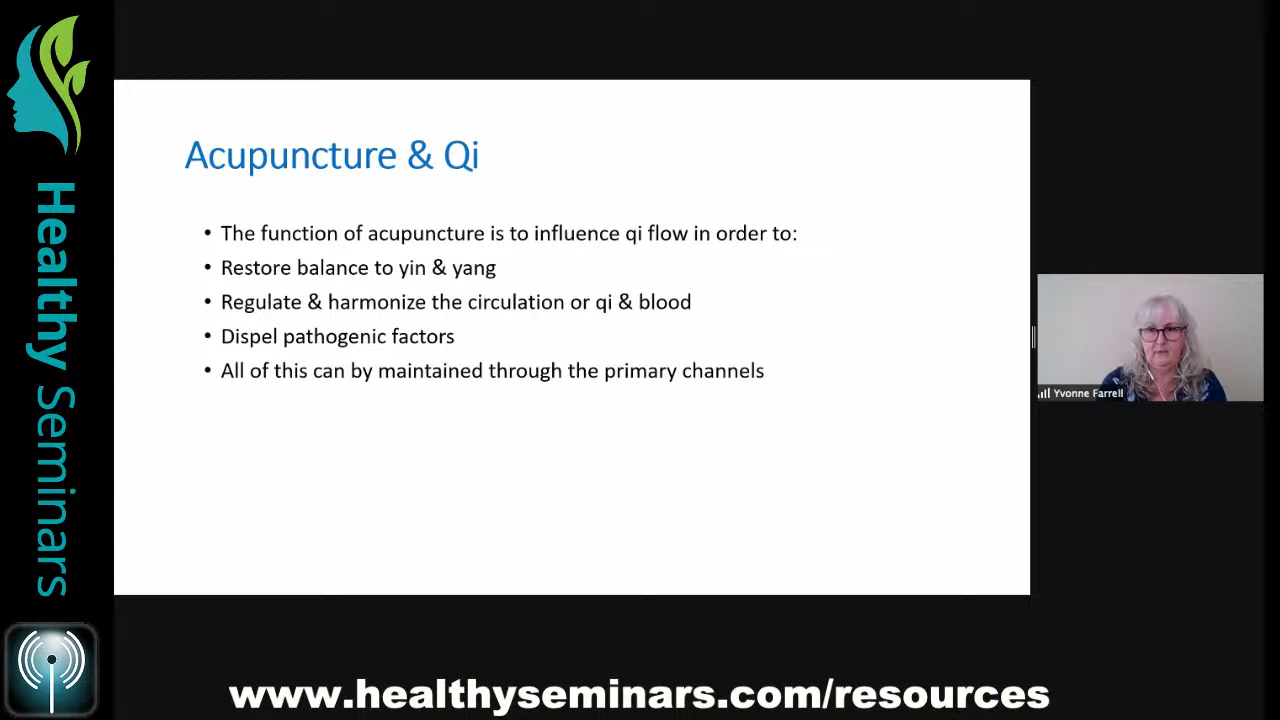 Healthy Seminars
Acupuncture & Qi
• The function of acupuncture is to influence qi flow in order to:
• Restore balance to yin & yang
• Regulate & harmonize the circulation or qi & blood
• Dispel pathogenic factors
• All of this can by maintained through the primary channels
Yvonne Farrell
www.healthyseminars.com/resources